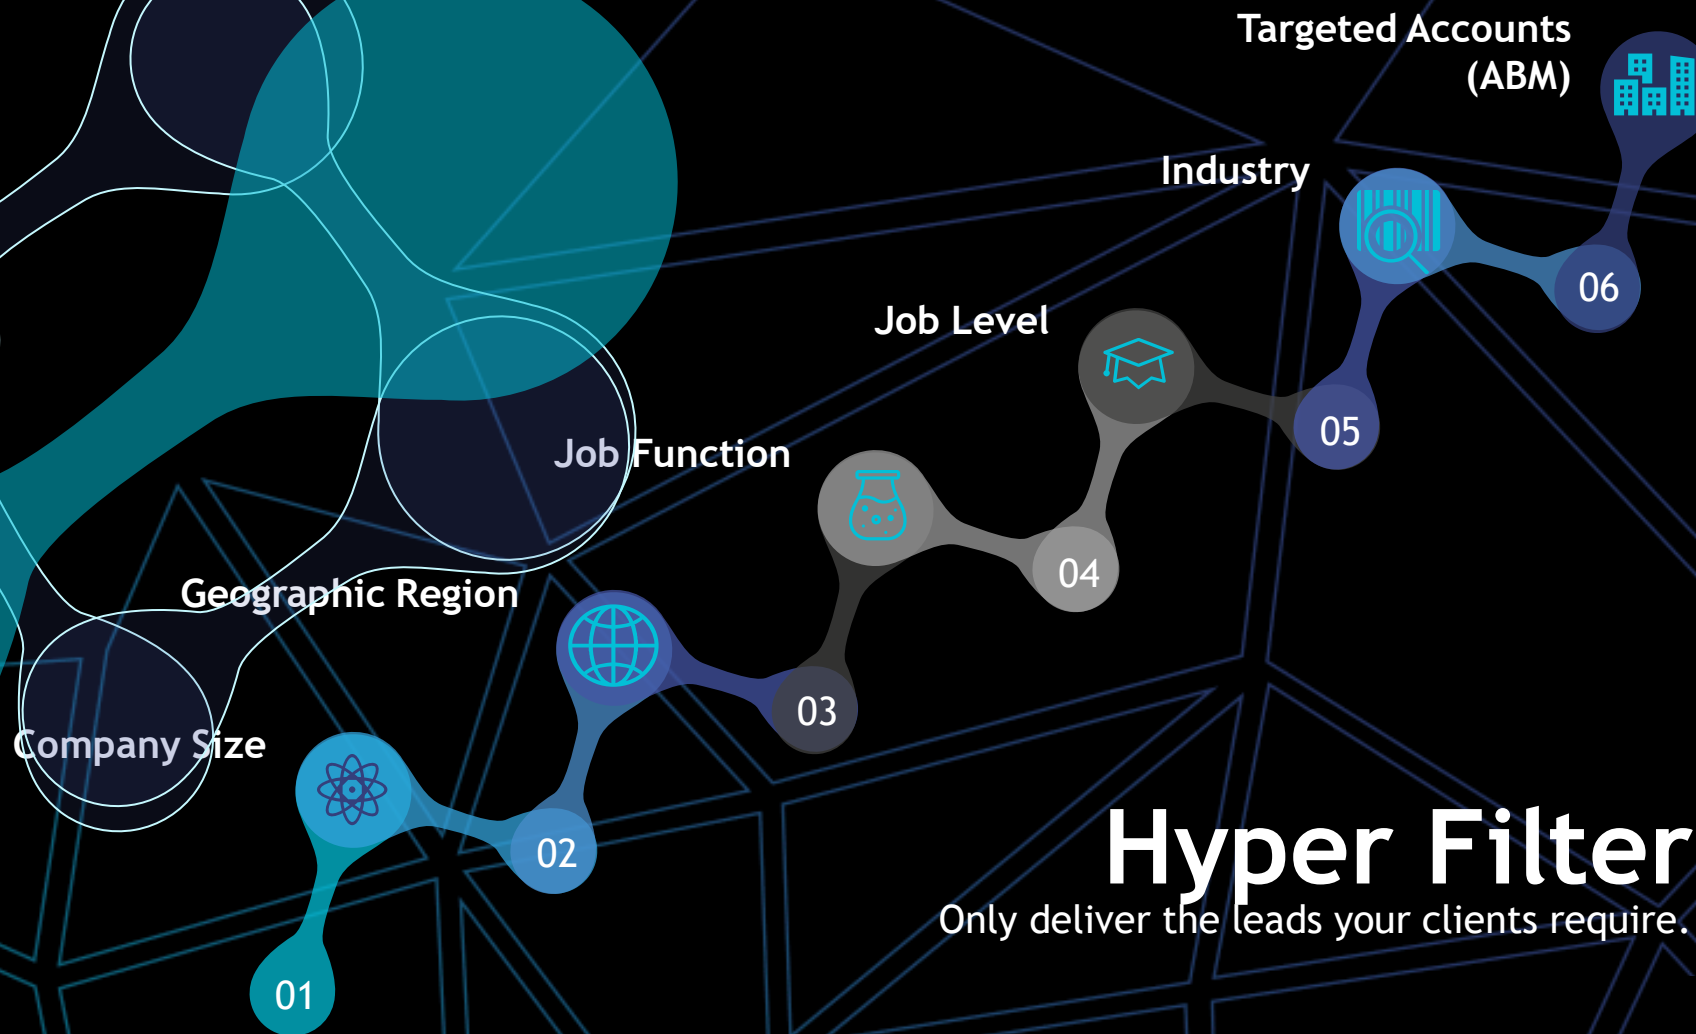 Targeted Accounts
(ABM)
Industry
06
Job Level
05
Job Function
04
Geographic Region
03
Company Size
02
01
Hyper Filter
Only deliver the leads your clients require.